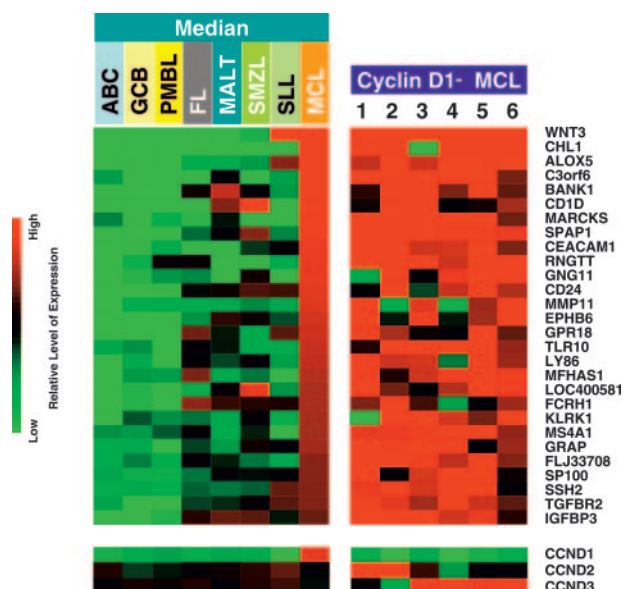 Median
ABC GCB PMBL FL MALT SMZL SLL MCL
Cyclin D1- MCL
1 2 3 4 5 6
High
Relative Level of Expression
Low
WNT3
CHL1
ALOX5
C3orf6
BANK1
CD1D
MARCKS
SPAP1
CEACAM1
RNGTT
GNG11
CD24
MMP11
EPHB6
GPR18
TLR10
LY86
MFHAS1
LOC400581
FCRH1
KLRK1
MS4A1
GRAP
FLJ33708
SP100
SSH2
TGFBR2
IGFBP3
CCND1
CCND2
CCND3